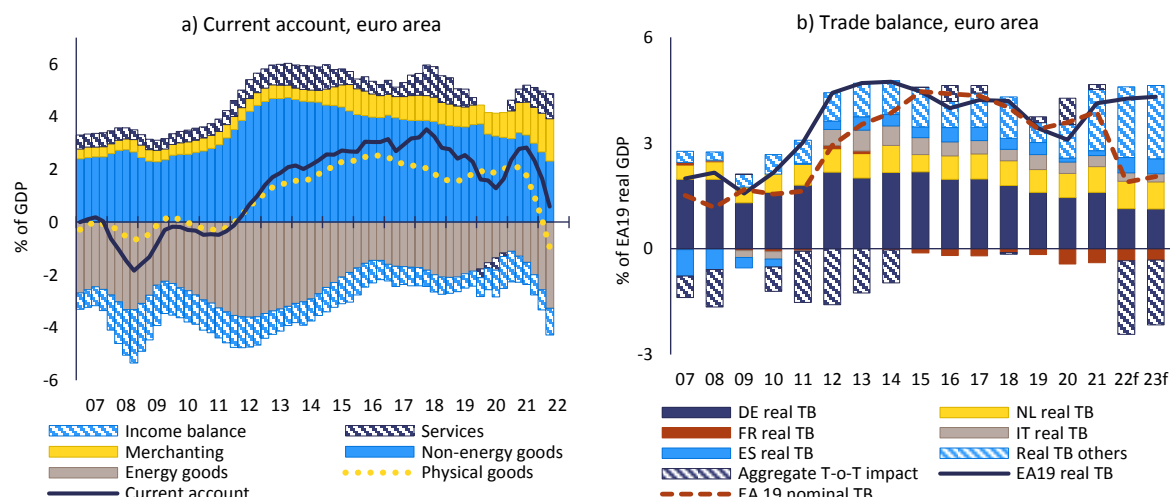 a) Current account, euro area
% of GDP
6
4
2
0
-2
-4
-6
07 08 09 10 11 12 13 14 15 16 17 18 19 20 21 22
Income balance
Services
Merchanting
Non-energy goods
Energy goods
Physical goods
Current account
b) Trade balance, euro area
% of EA19 real GDP
6
3
0
-3
07 08 09 10 11 12 13 14 15 16 17 18 19 20 21 22f 23f
DE real TB
NL real TB
FR real TB
IT real TB
ES real TB
Real TB others
Aggregate T-o-T impact
EA19 real TB
EA 19 nominal TB